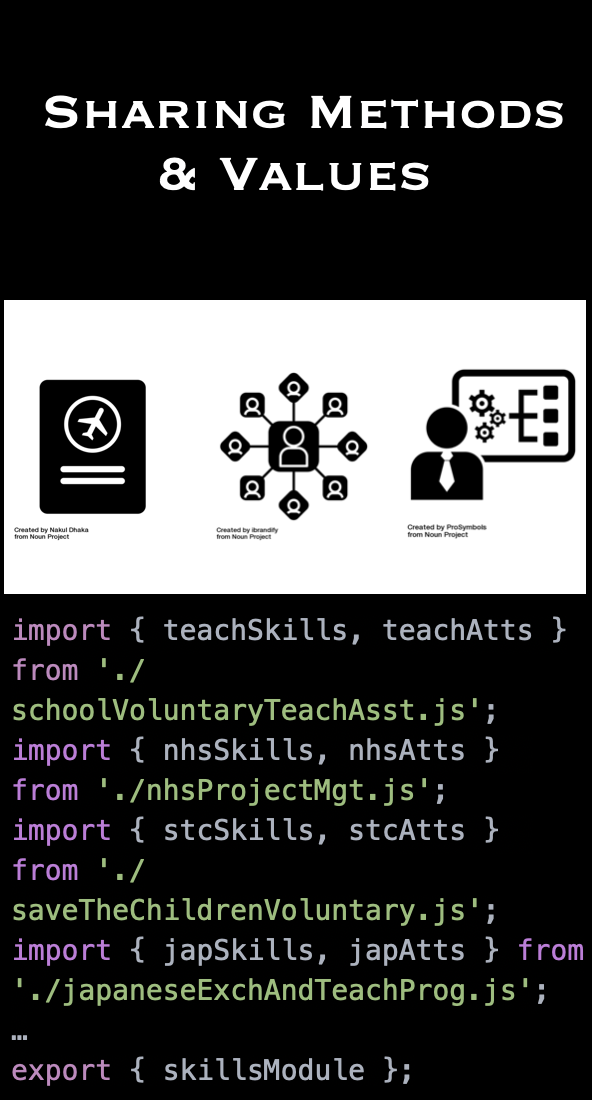 Sharing Methods
& Values
Created by Nakul Dhaka
from Noun Project
Created by ibrandify
from Noun Project
Created by ProSymbols
from Noun Project
import { teachSkills, teachAtts }
from './
schoolVoluntaryTeachAsst.js';
import { nhsSkills, nhsAtts }
from './nhsProjectMgt.js';
import { stcSkills, stcAtts }
from './
saveTheChildrenVoluntary.js';
import { japSkills, japAtts } from
'./japaneseExchAndTeachProg.js';
…
export { skillsModule };